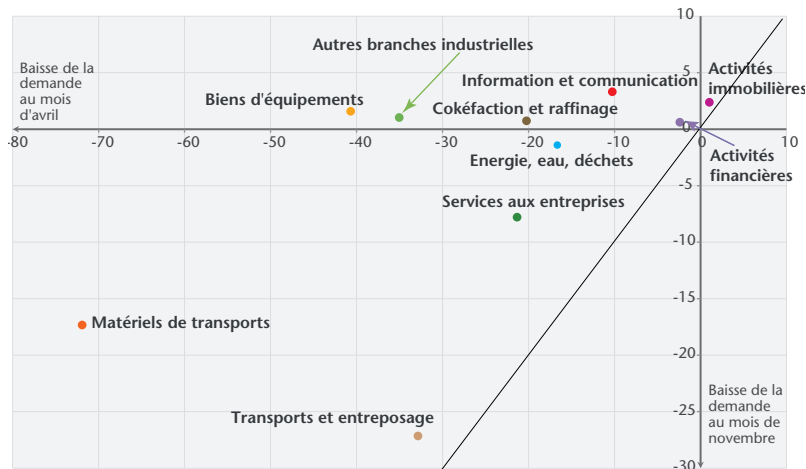 10
Baisse de la
demande
au mois
d'avril
Autres branches industrielles
Activités
immobilières
Information et communication
5
Biens d'équipements
Cokéfaction et raffinage
0
-80
-70
-60
-50
-40
-30
-20
-10
0
10
Energie, eau, déchets
Activités
financières
-5
Services aux entreprises
-10
-15
Matériels de transports
-20
Baisse de la
demande
au mois de
novembre
Transports et entreposage
-25
-30